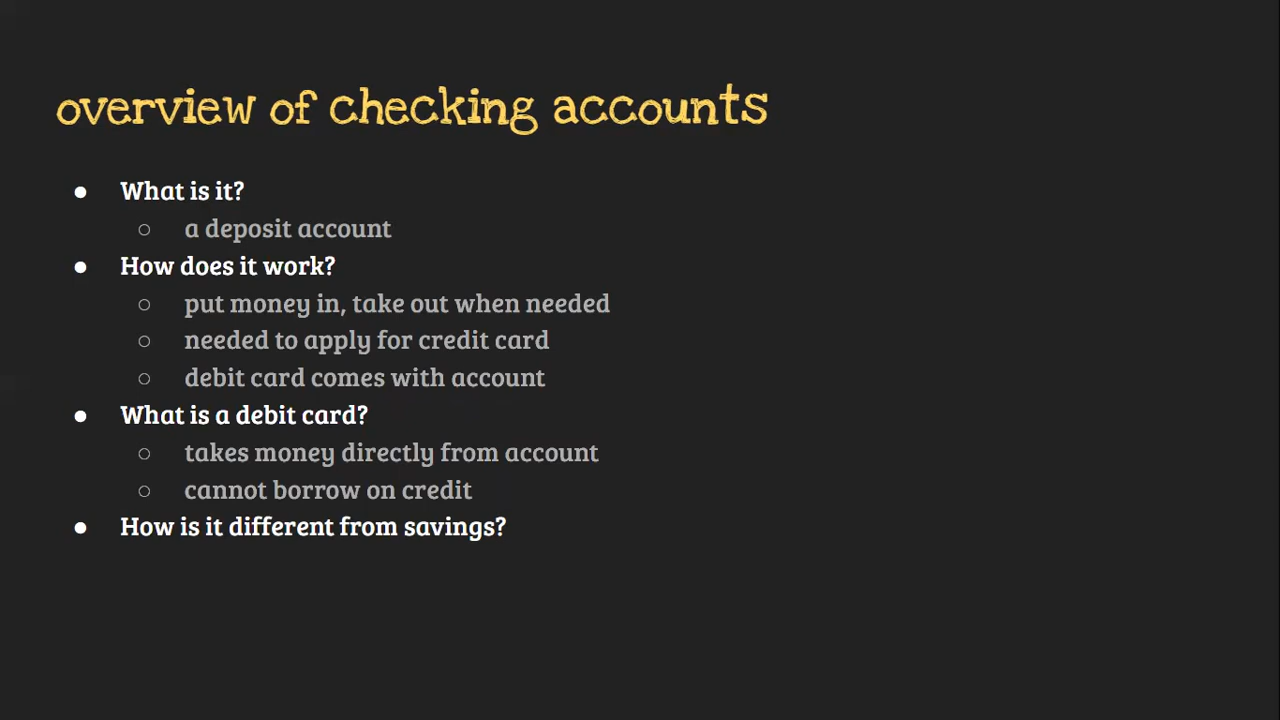 overview of checking accounts
● What is it?
○ a deposit account
● How does it work?
○ put money in, take out when needed
○ needed to apply for credit card
○ debit card comes with account
● What is a debit card?
○ takes money directly from account
○ cannot borrow on credit
● How is it different from savings?